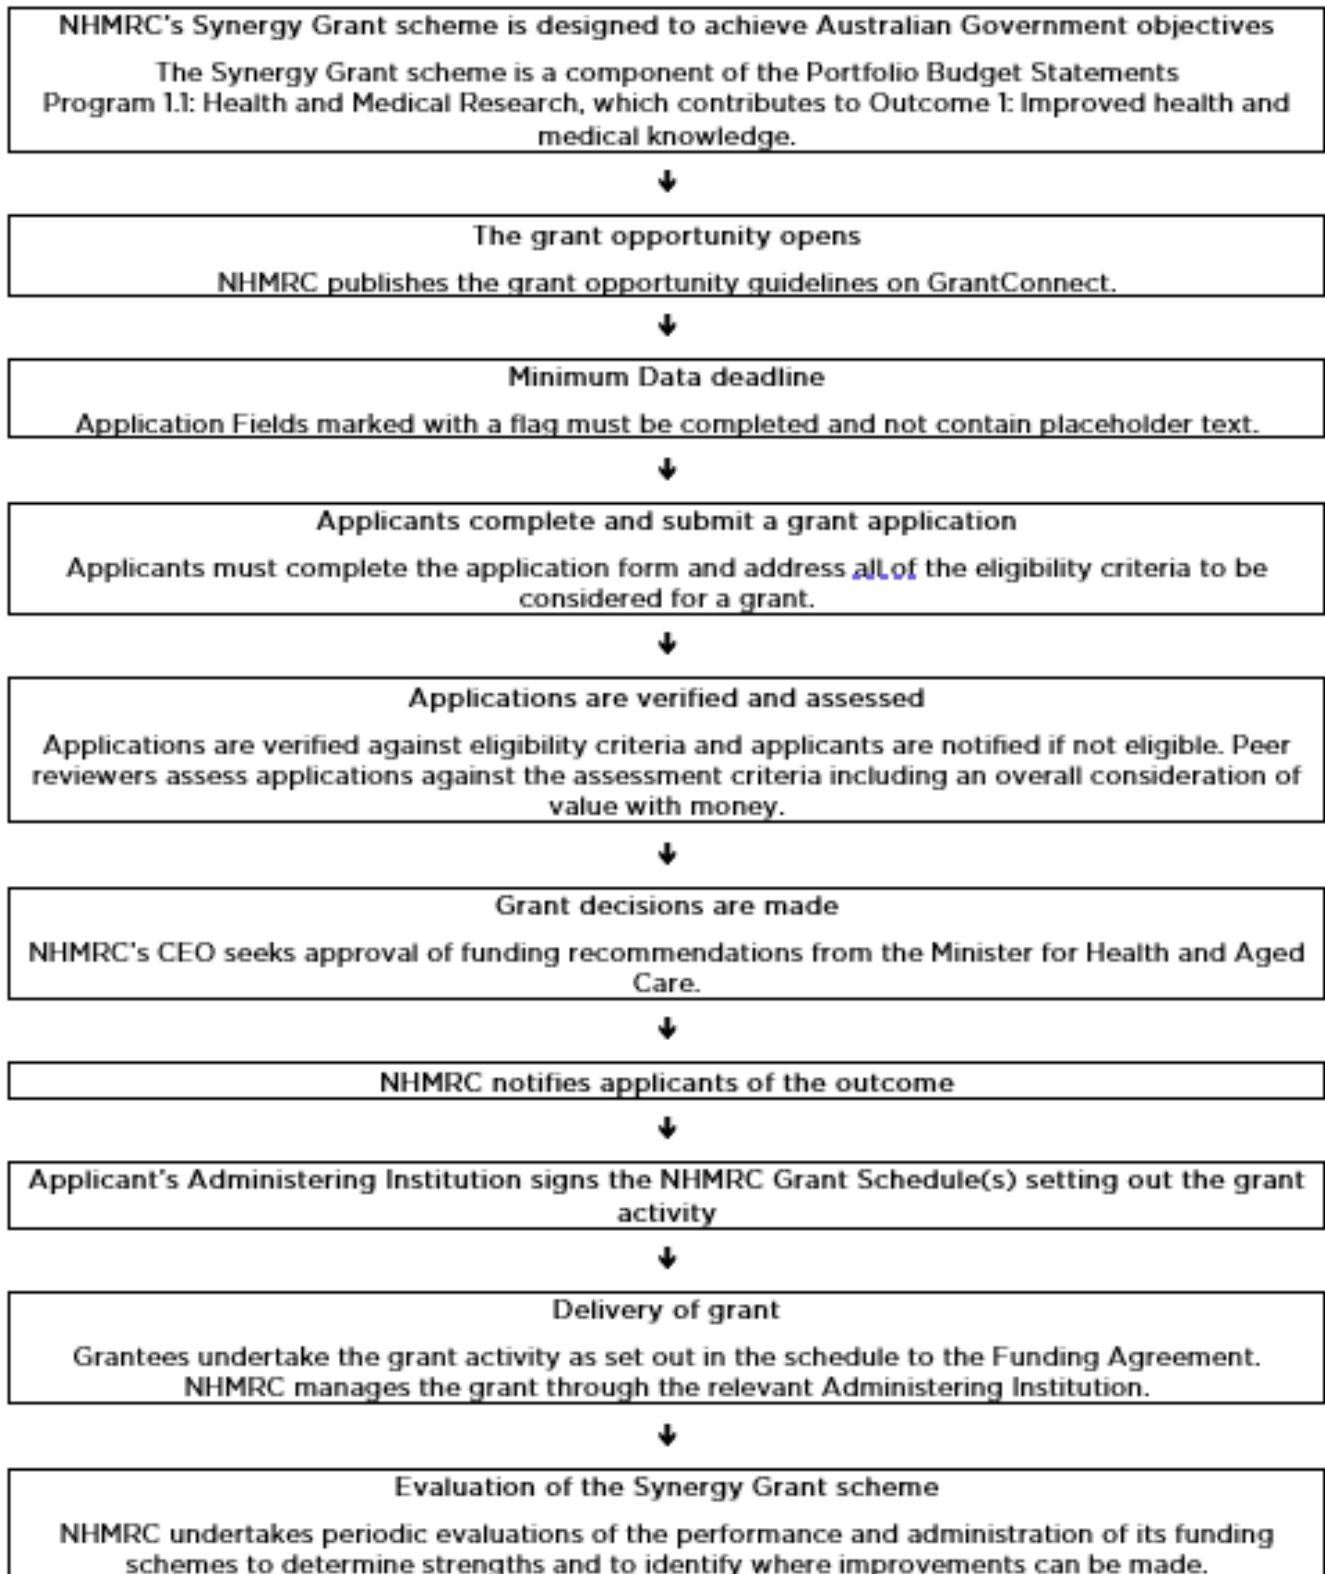 NHMRC's Synergy Grant scheme is designed to achieve Australian Government objectives
The Synergy Grant scheme is a component of the Portfolio Budget Statements
Program 1.1: Health and Medical Research, which contributes to Outcome 1: Improved health and
medical knowledge.
The grant opportunity opens
NHMRC publishes the grant opportunity guidelines on GrantConnect.
Minimum Data deadline
Application Fields marked with a flag must be completed and not contain placeholder text.
Applicants complete and submit a grant application
Applicants must complete the application form and address all of the eligibility criteria to be
considered for a grant.
Applications are verified and assessed
Applications are verified against eligibility criteria and applicants are notified if not eligible. Peer
reviewers assess applications against the assessment criteria including an overall consideration of
value with money.
Grant decisions are made
NHMRC's CEO seeks approval of funding recommendations from the Minister for Health and Aged
Care.
NHMRC notifies applicants of the outcome
Applicant's Administering Institution signs the NHMRC Grant Schedule(s) setting out the grant
activity
Delivery of grant
Grantees undertake the grant activity as set out in the schedule to the Funding Agreement.
NHMRC manages the grant through the relevant Administering Institution.
Evaluation of the Synergy Grant scheme
NHMRC undertakes periodic evaluations of the performance and administration of its funding
schemes to determine strengths and to identify where improvements can be made.